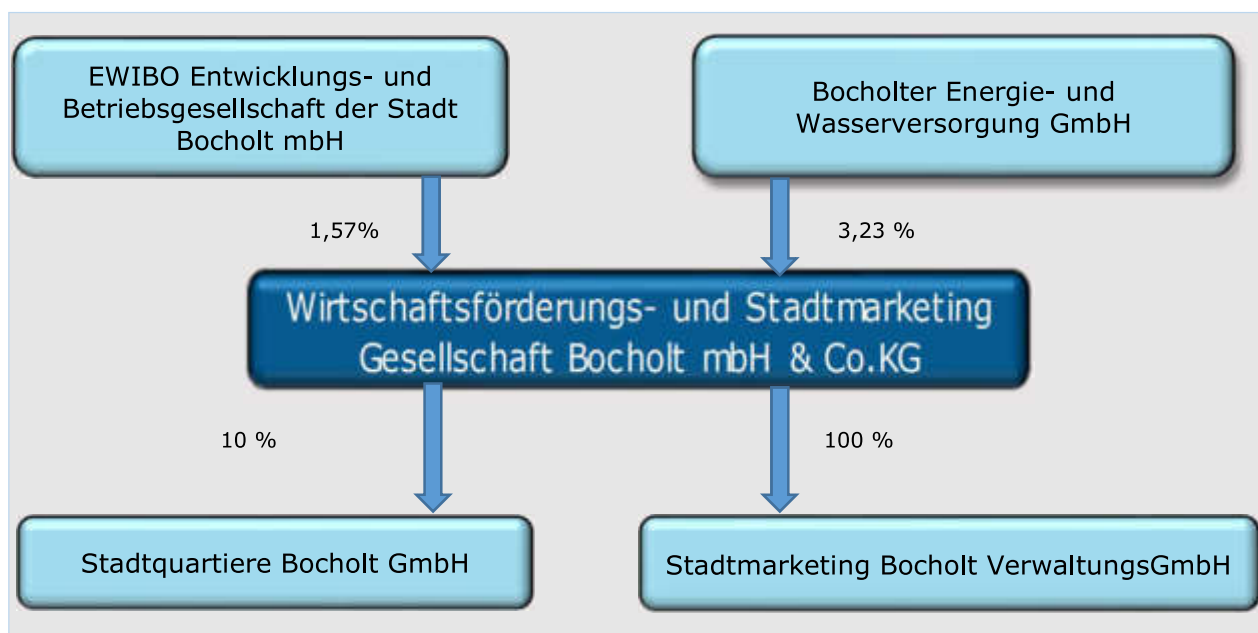 EWIBO Entwicklungs- und
Betriebsgesellschaft der Stadt
Bocholt mbH
Bocholter Energie- und
Wasserversorgung GmbH
1,57%
3,23 %
Wirtschaftsförderungs- und Stadtmarketing
Gesellschaft Bocholt mbH & Co.KG
10 %
100 %
Stadtquartiere Bocholt GmbH
Stadtmarketing Bocholt VerwaltungsGmbH